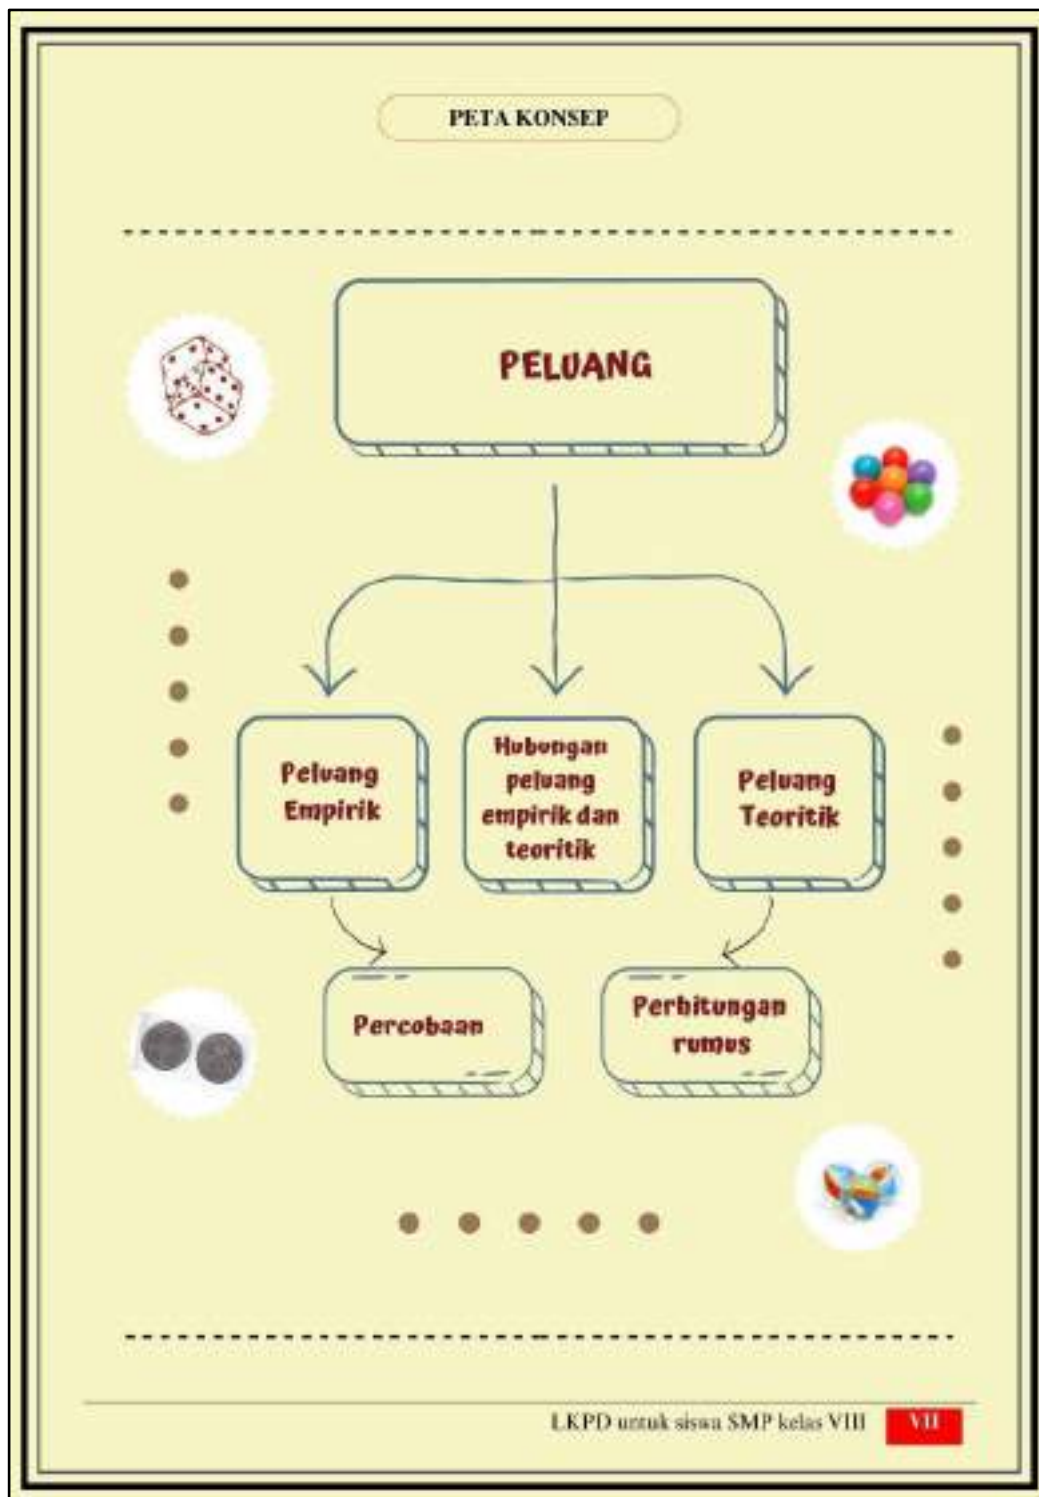 PETA KONSEP
PELUANG
Peluang
Empirik
Hubungan
peluang
empirik dan
teoritik
Peluang
Teoritik
Percobaan
Perhitungan
rumus
LKPD untuk siswa SMP kelas VIII
VII